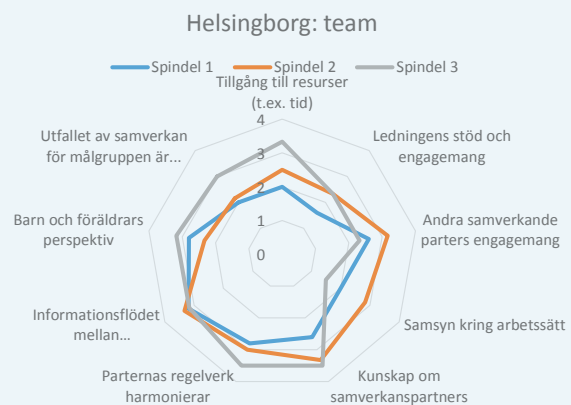 Helsingborg: team
Spindel 1
Spindel 2
Spindel 3
Tillgång till resurser
(t.ex. tid)
Ledningens stöd och
engagemang
Andra samverkande
parters engagemang
Samsyn kring arbetssätt
Kunskap om
samverkanspartners
Parternas regelverk
harmonierar
Informationsflödet
mellan...
Barn och föräldrars
perspektiv
Utfallet av samverkan
för målgruppen är...
4
3
2
1
0